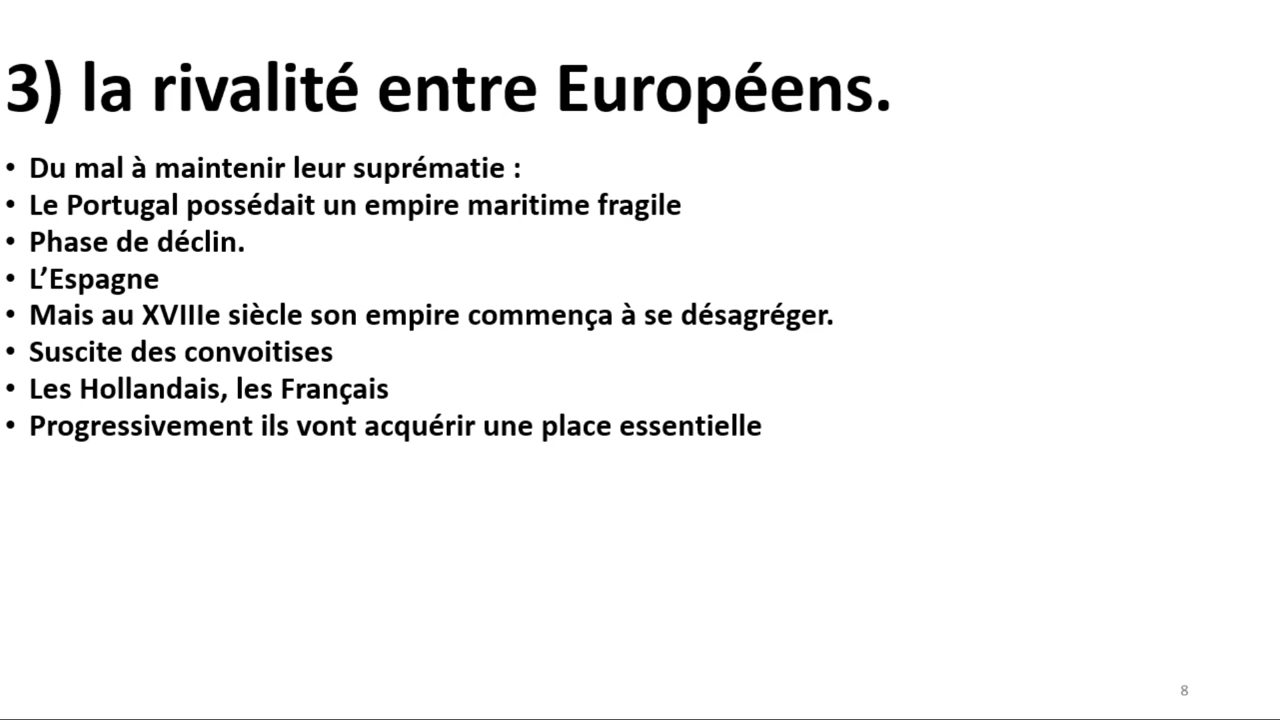 3) la rivalité entre Européens.
• Du mal à maintenir leur suprématie :
• Le Portugal possédait un empire maritime fragile
• Phase de déclin.
• L’Espagne
• Mais au XVIIIe siècle son empire commença à se désagréger.
• Suscite des convoitises
• Les Hollandais, les Français
• Progressivement ils vont acquérir une place essentielle
8